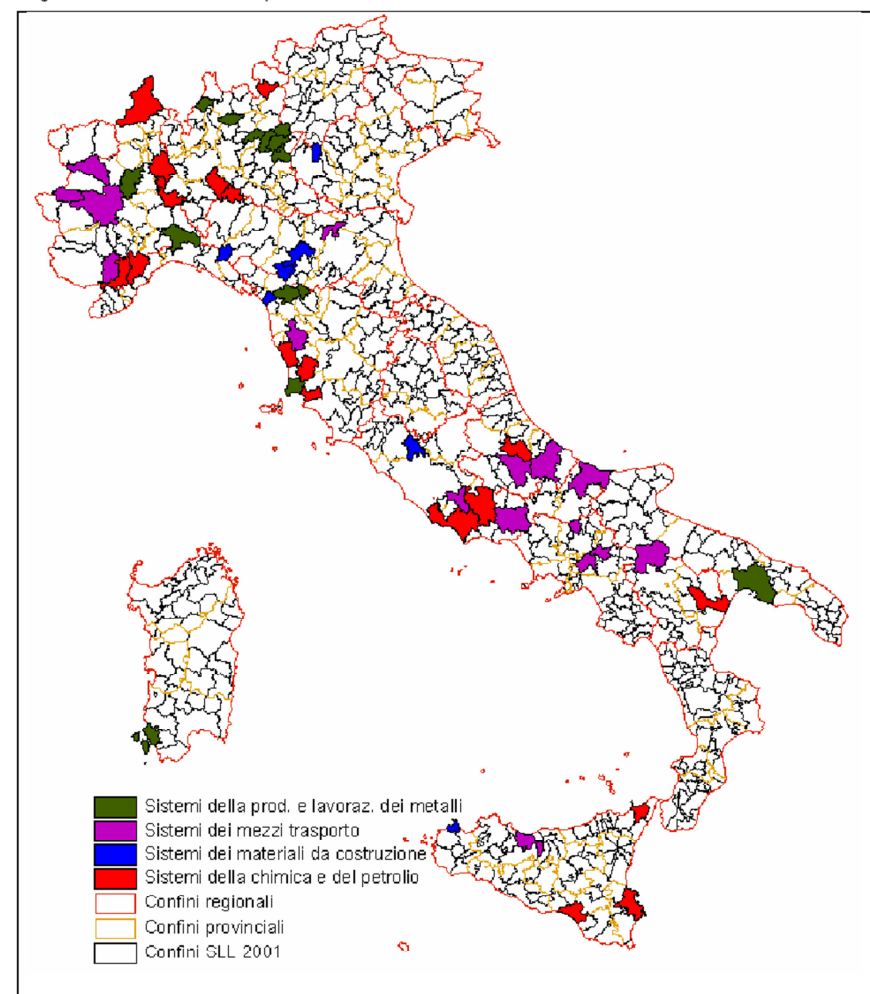 Sistemi della prod. e lavoraz. dei metalli
Sistemi dei mezzi trasporto
Sistemi dei materiali da costruzione
Sistemi della chimica e del petrolio
Confini regionali
Confini provinciali
Confini SLL 2001